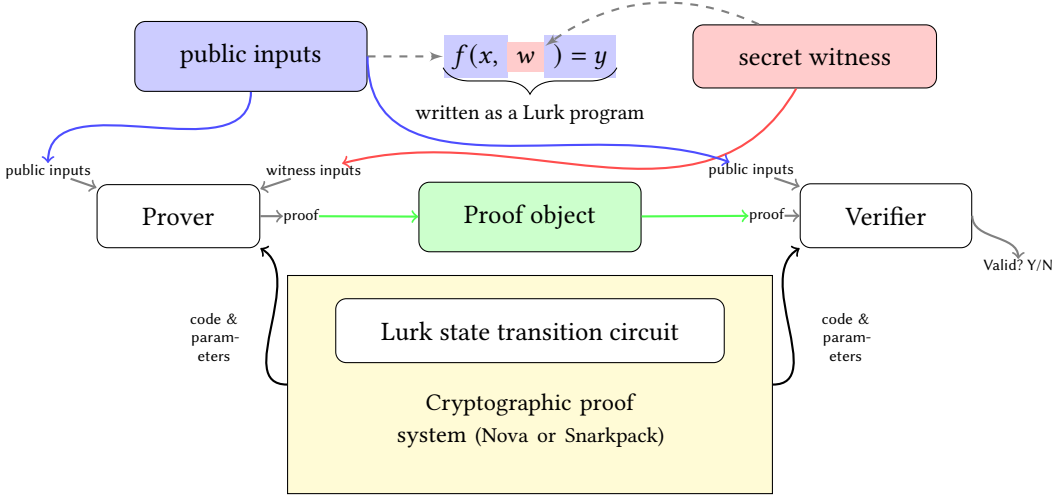 public inputs
f(x, w ) = y
secret witness
written as a Lurk program
public inputs
witness inputs
public inputs
Prover
proof
Proof object
proof
Verifier
Valid? Y/N
code &
param-
eters
Lurk state transition circuit
code &
param-
eters
Cryptographic proof
system (Nova or Snarkpack)